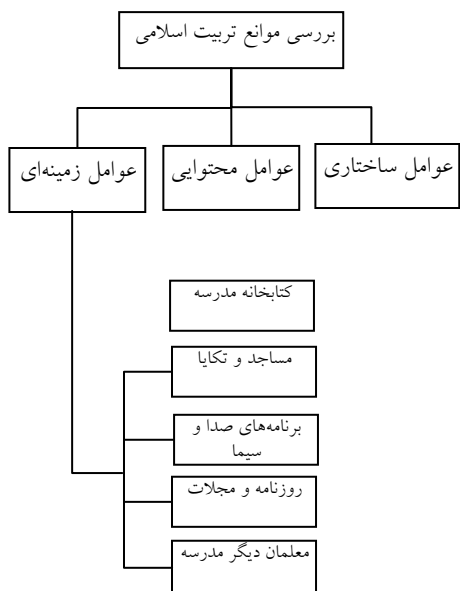 بررسی موانع تربیت اسلامی
عوامل ساختاری
عوامل محتوایی
عوامل زمینه‌ای
کتابخانه مدرسه
مساجد و تکایا
برنامه‌های صدا و
سیما
روزنامه و مجلات
معلمان دیگر مدرسه